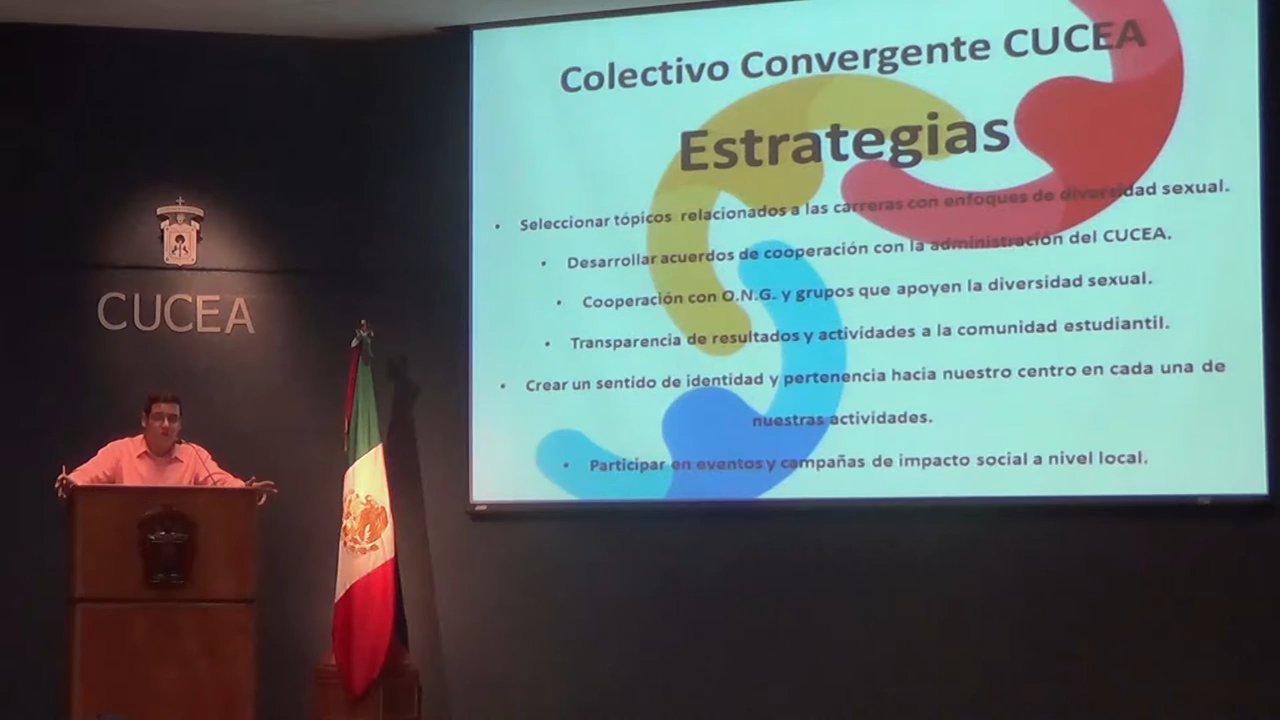 Colectivo Convergente CUCEA
Estrategias
• Seleccionar tópicos relacionados a las carreras con enfoques de diversidad sexual.
• Desarrollar acuerdos de cooperación con la administración del CUCEA.
• Cooperación con O.N.G. y grupos que apoyen la diversidad sexual.
• Transparencia de resultados y actividades a la comunidad estudiantil.
• Crear un sentido de identidad y pertenencia hacia nuestro centro en cada una de
nuestras actividades.
• Participar en eventos y campañas de impacto social a nivel local.
CUCEA